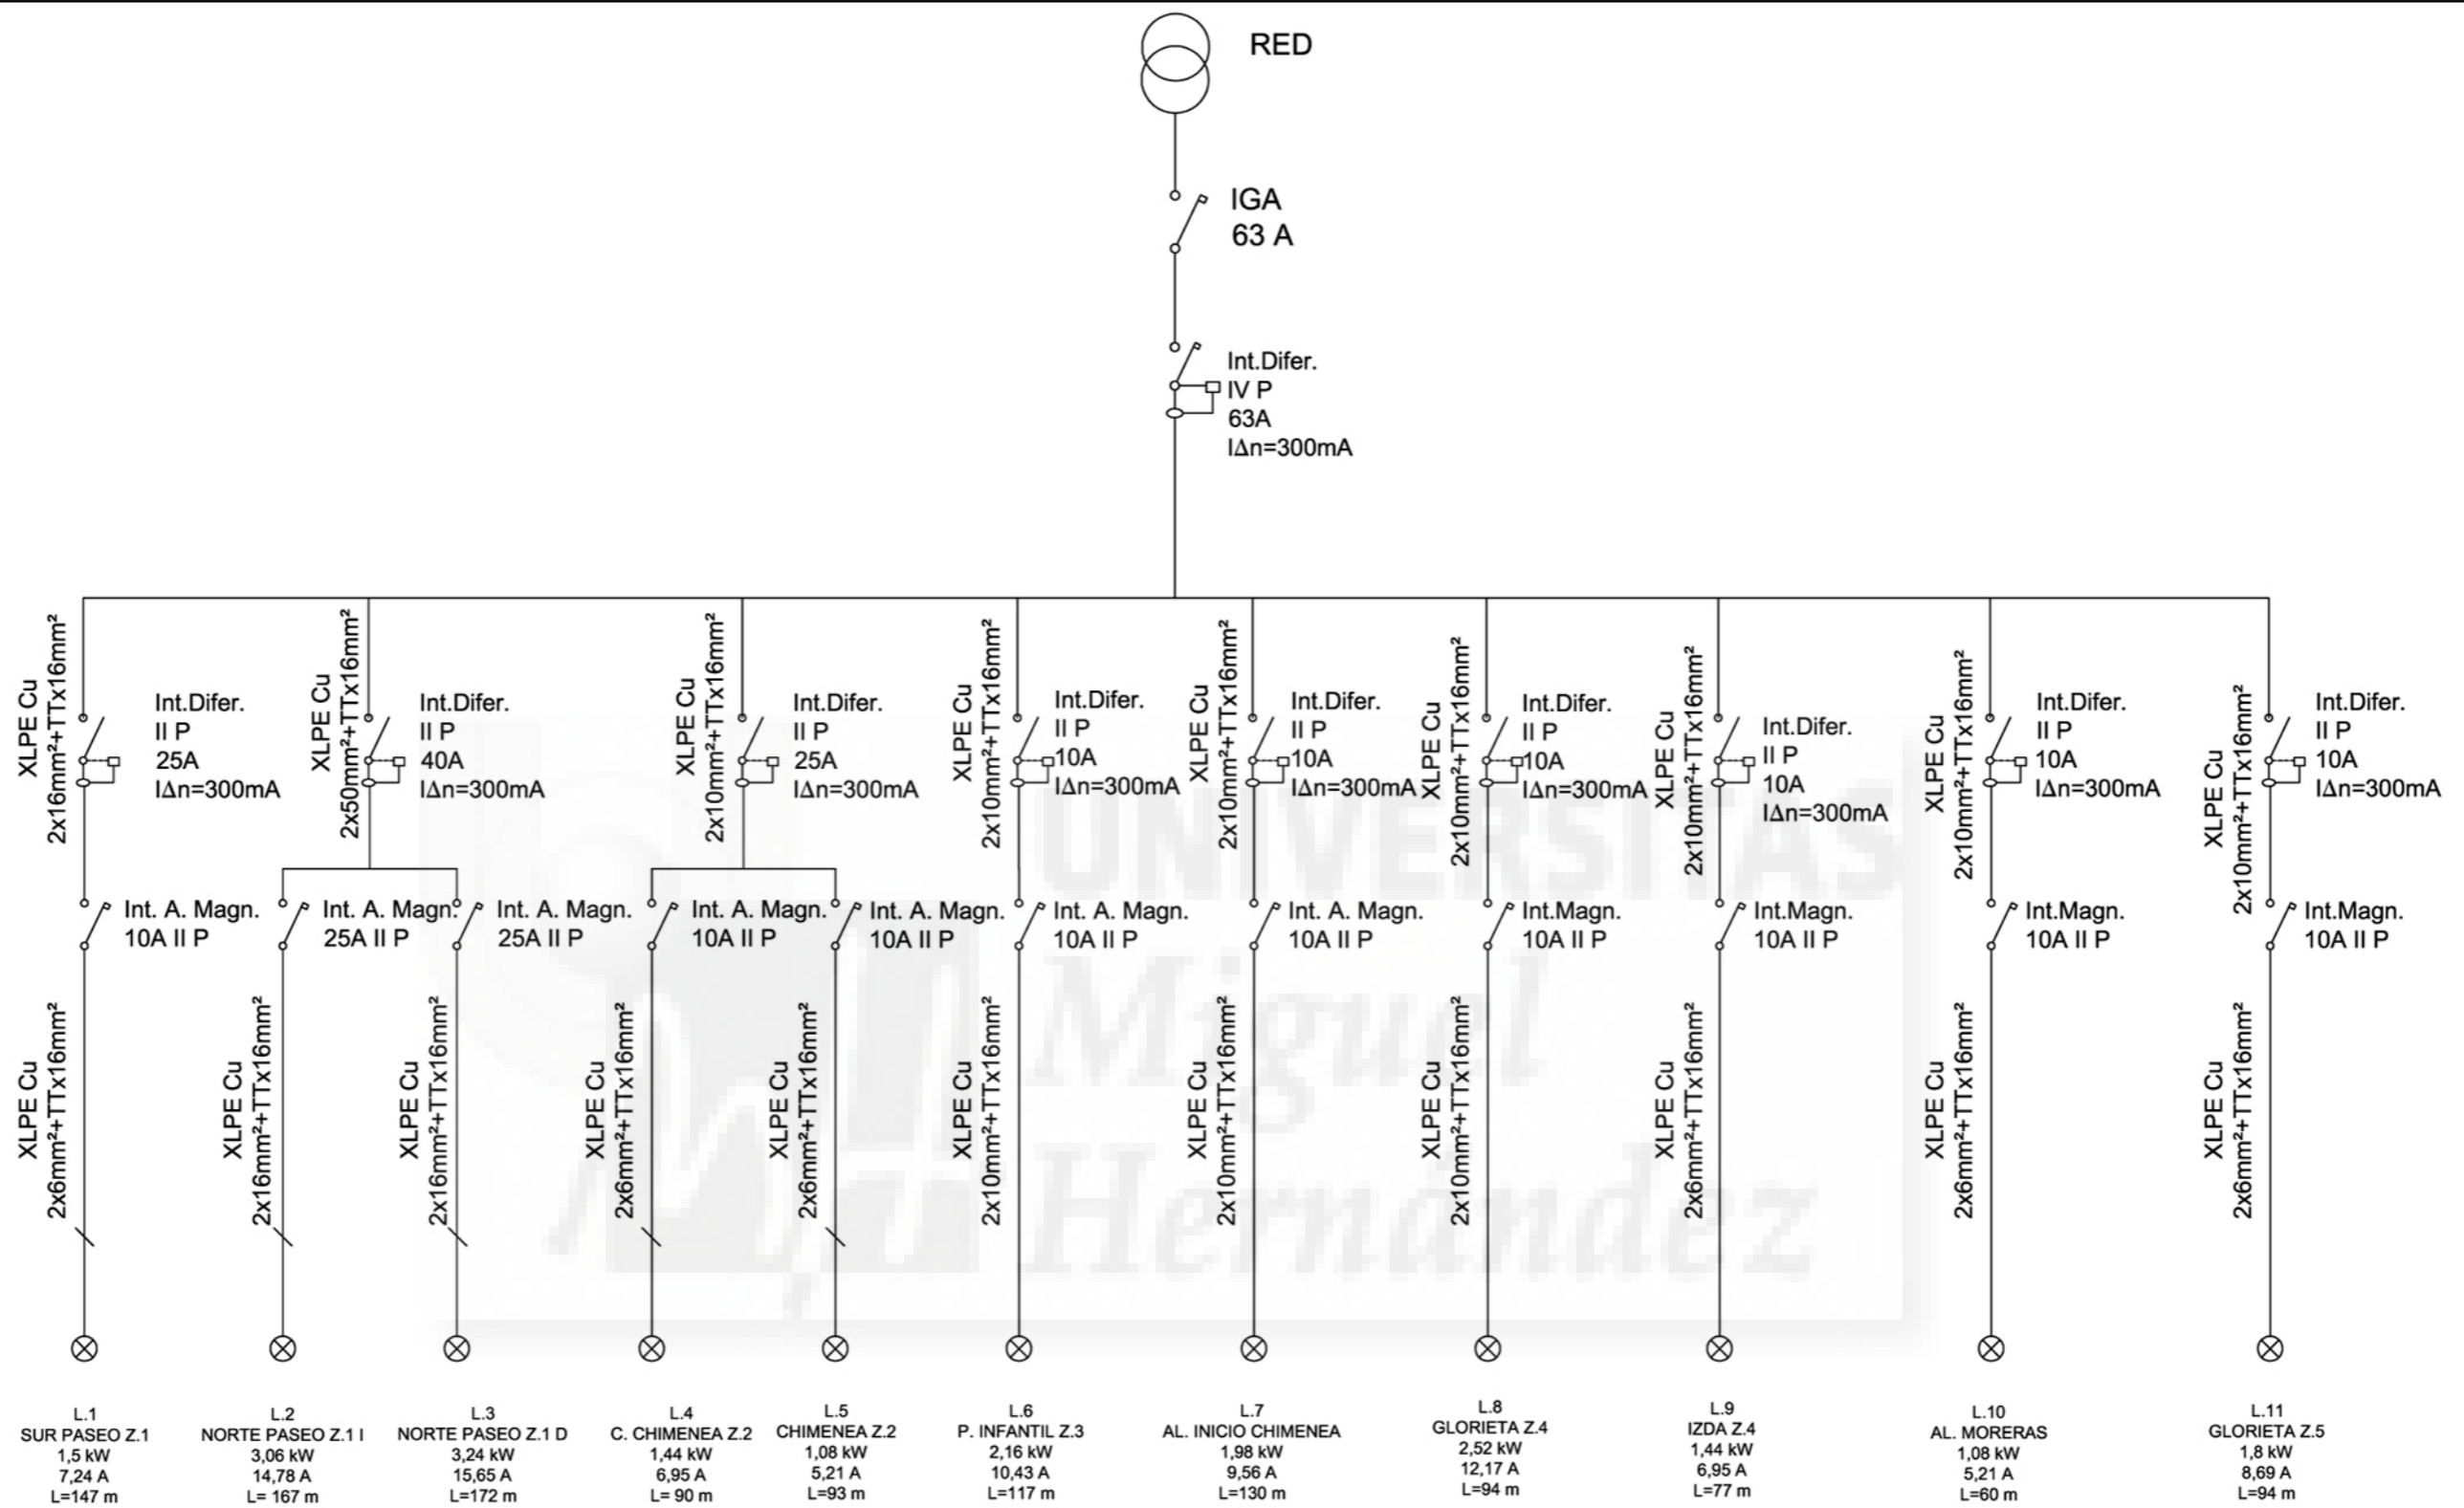 RED
IGA
63 A
Int.Difer.
IV P
63A
IΔn=300mA
XLPE Cu
2x16mm²+TTx16mm²
Int.Difer.
II P
25A
IΔn=300mA
XLPE Cu
2x50mm²+TTx16mm²
Int.Difer.
II P
40A
IΔn=300mA
XLPE Cu
2x10mm²+TTx16mm²
Int.Difer.
II P
25A
IΔn=300mA
XLPE Cu
2x10mm²+TTx16mm²
Int.Difer.
II P
10A
IΔn=300mA
XLPE Cu
2x10mm²+TTx16mm²
Int.Difer.
II P
10A
IΔn=300mA
XLPE Cu
2x10mm²+TTx16mm²
Int.Difer.
II P
10A
IΔn=300mA
XLPE Cu
2x10mm²+TTx16mm²
Int.Difer.
II P
10A
IΔn=300mA
XLPE Cu
2x10mm²+TTx16mm²
Int.Difer.
II P
10A
IΔn=300mA
XLPE Cu
2x10mm²+TTx16mm²
Int.Difer.
II P
10A
IΔn=300mA
Int. A. Magn.
10A II P
Int. A. Magn.
25A II P
Int. A. Magn.
25A II P
Int. A. Magn.
10A II P
Int. A. Magn.
10A II P
Int. A. Magn.
10A II P
Int. A. Magn.
10A II P
Int.Magn.
10A II P
Int.Magn.
10A II P
Int.Magn.
10A II P
Int.Magn.
10A II P
XLPE Cu
2x6mm²+TTx16mm²
XLPE Cu
2x16mm²+TTx16mm²
XLPE Cu
2x16mm²+TTx16mm²
XLPE Cu
2x6mm²+TTx16mm²
XLPE Cu
2x6mm²+TTx16mm²
XLPE Cu
2x10mm²+TTx16mm²
XLPE Cu
2x10mm²+TTx16mm²
XLPE Cu
2x10mm²+TTx16mm²
XLPE Cu
2x6mm²+TTx16mm²
XLPE Cu
2x6mm²+TTx16mm²
XLPE Cu
2x6mm²+TTx16mm²
UNIVERSITAS
Miguel
Hernández
L.1
SUR PASEO Z.1
1,5 kW
7,24 A
L=147 m
L.2
NORTE PASEO Z.1 I
3,06 kW
14,78 A
L= 167 m
L.3
NORTE PASEO Z.1 D
3,24 kW
15,65 A
L=172 m
L.4
C. CHIMENEA Z.2
1,44 kW
6,95 A
L= 90 m
L.5
CHIMENEA Z.2
1,08 kW
5,21 A
L=93 m
L.6
P. INFANTIL Z.3
2,16 kW
10,43 A
L=117 m
L.7
AL. INICIO CHIMENEA
1,98 kW
9,56 A
L=130 m
L.8
GLORIETA Z.4
2,52 kW
12,17 A
L=94 m
L.9
IZDA Z.4
1,44 kW
6,95 A
L=77 m
L.10
AL. MORERAS
1,08 kW
5,21 A
L=60 m
L.11
GLORIETA Z.5
1,8 kW
8,69 A
L=94 m